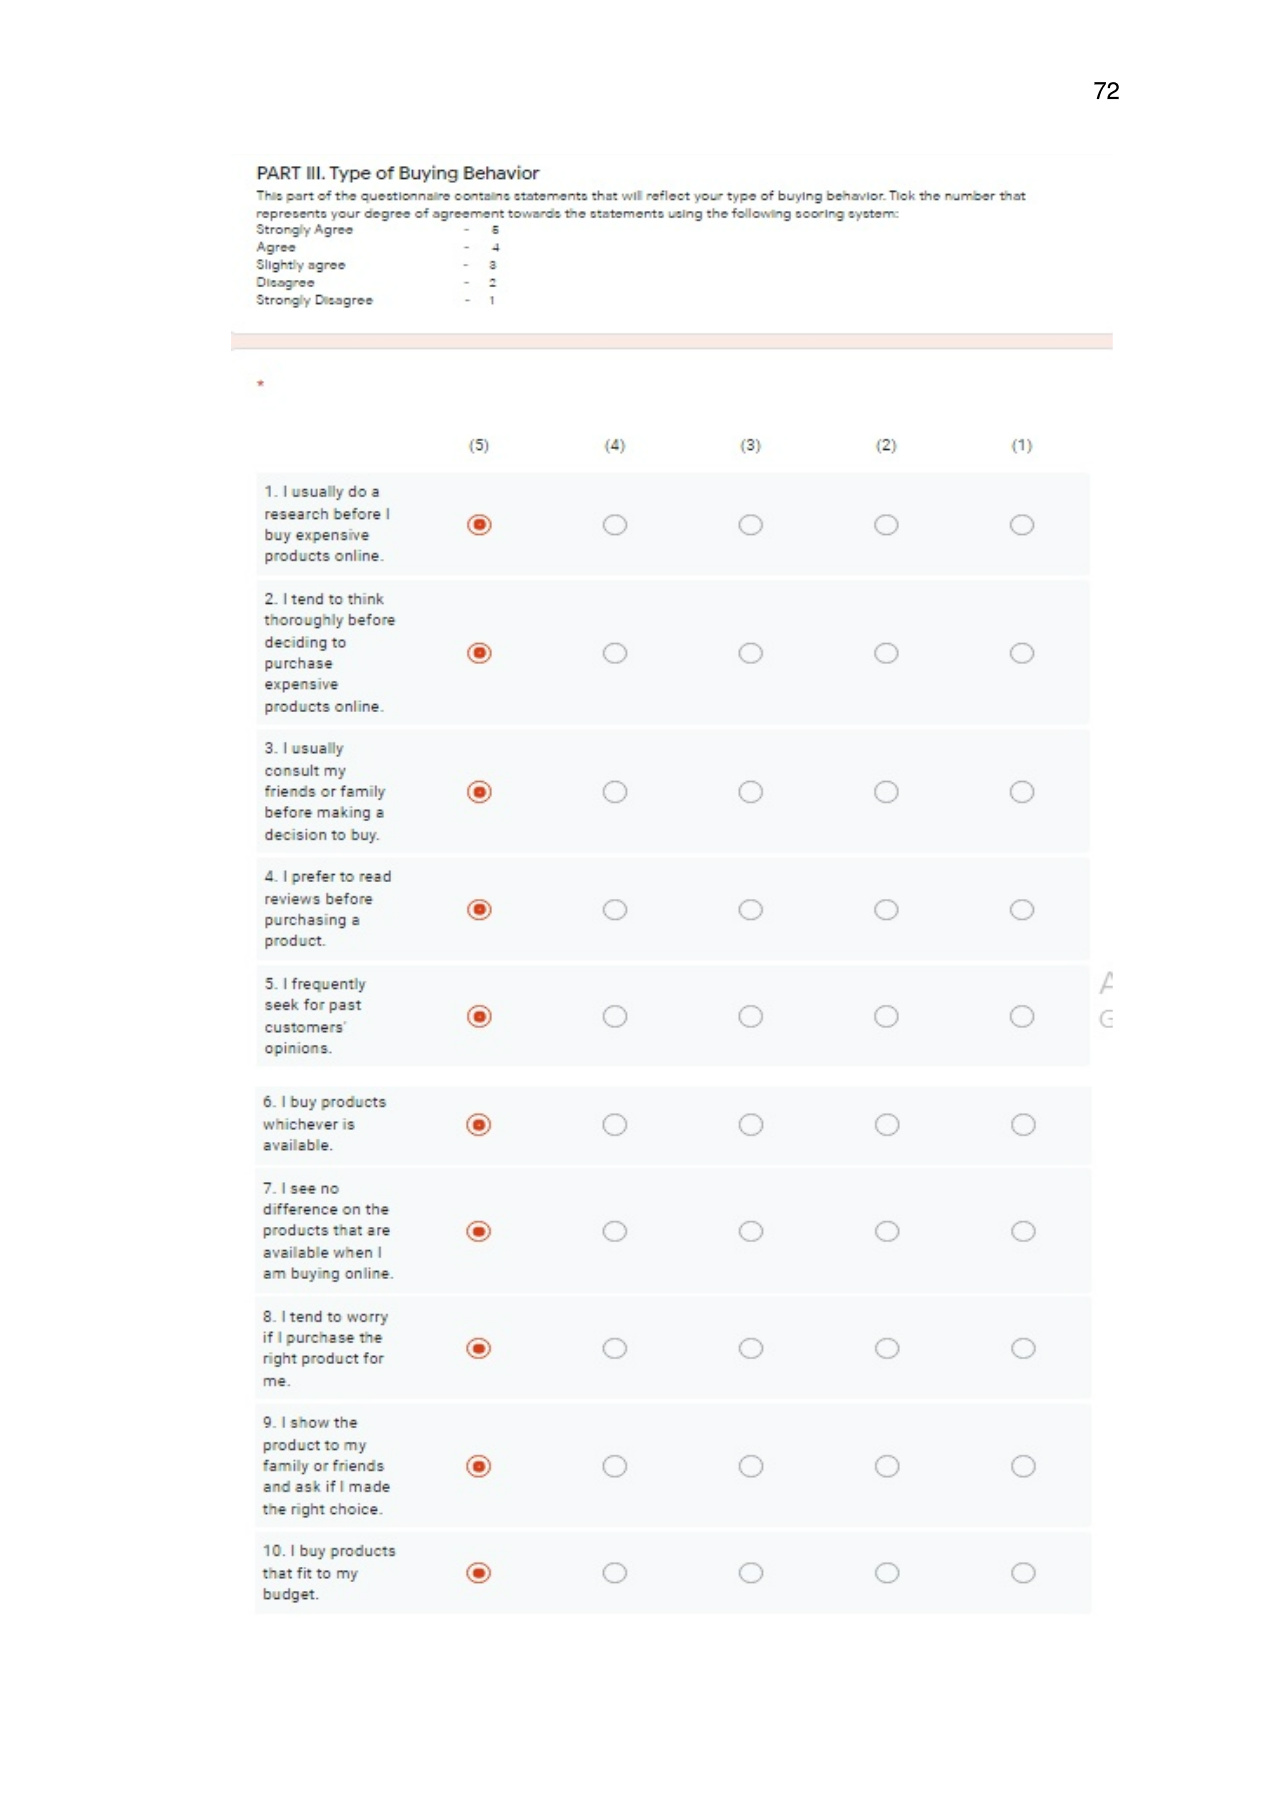 72
PART III. Type of Buying Behavior
This part of the questionnaire contains statements that will reflect your type of buying behavior. Tick the number that
represents your degree of agreement towards the statements using the following scoring system:
Strongly Agree - 5
Agree - 4
Slightly agree - 3
Disagree - 2
Strongly Disagree - 1
*
(5) (4) (3) (2) (1)
1. I usually do a
research before I
buy expensive
products online.
2. I tend to think
thoroughly before
deciding to
purchase
expensive
products online.
3. I usually
consult my
friends or family
before making a
decision to buy.
4. I prefer to read
reviews before
purchasing a
product.
5. I frequently
seek for past
customers'
opinions.
6. I buy products
whichever is
available.
7. I see no
difference on the
products that are
available when I
am buying online.
8. I tend to worry
if I purchase the
right product for
me.
9. I show the
product to my
family or friends
and ask if I made
the right choice.
10. I buy products
that fit to my
budget.